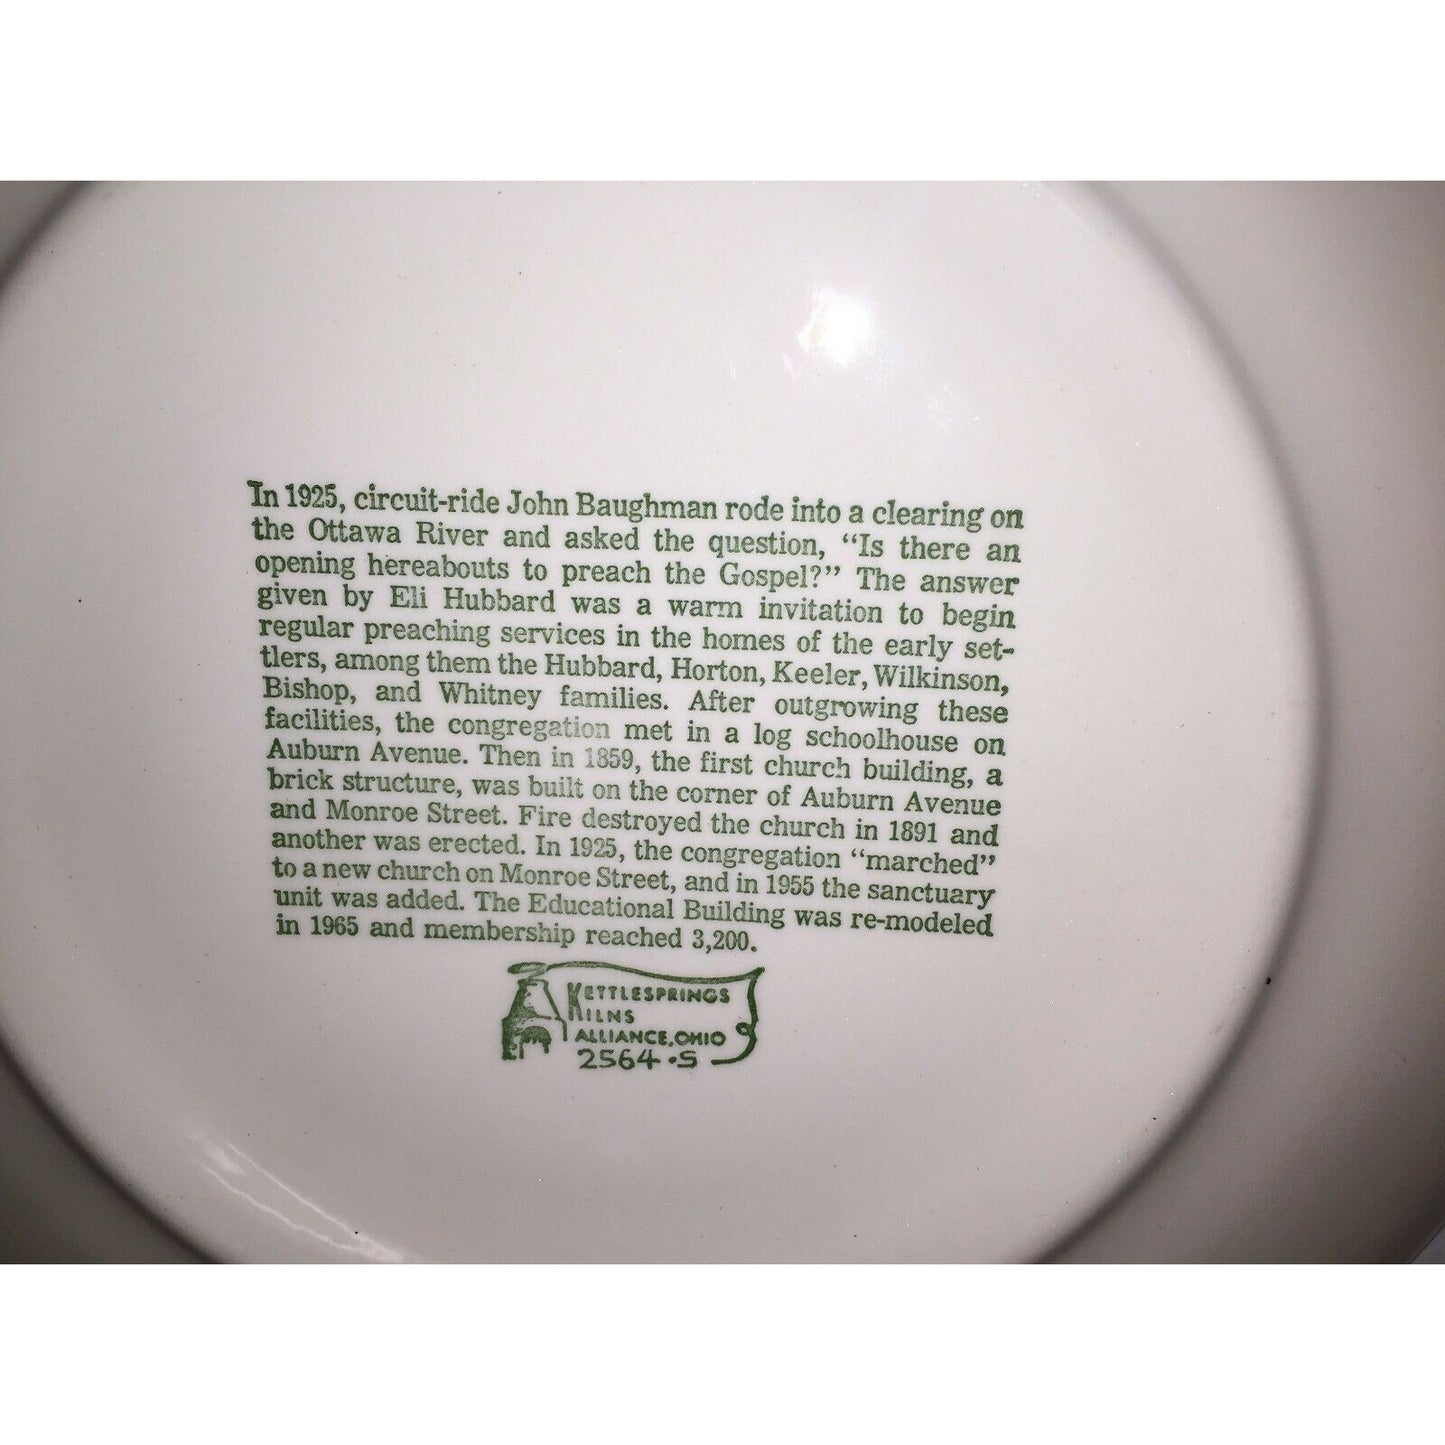 In 1925, circuit-ride John Baughman rode into a clearing on
the Ottawa River and asked the question, “Is there an
opening hereabouts to preach the Gospel?” The answer
given by Eli Hubbard was a warm invitation to begin
regular preaching services in the homes of the early set-
tlers, among them the Hubbard, Horton, Keeler, Wilkinson,
Bishop, and Whitney families. After outgrowing these
facilities, the congregation met in a log schoolhouse on
Auburn Avenue. Then in 1859, the first church building, a
brick structure, was built on the corner of Auburn Avenue
and Monroe Street. Fire destroyed the church in 1891 and
another was erected. In 1925, the congregation “marched”
to a new church on Monroe Street, and in 1955 the sanctuary
unit was added. The Educational Building was re-modeled
in 1965 and membership reached 3,200.
KETTLESPRINGS
KILNS
ALLIANCE, OHIO
2564·S